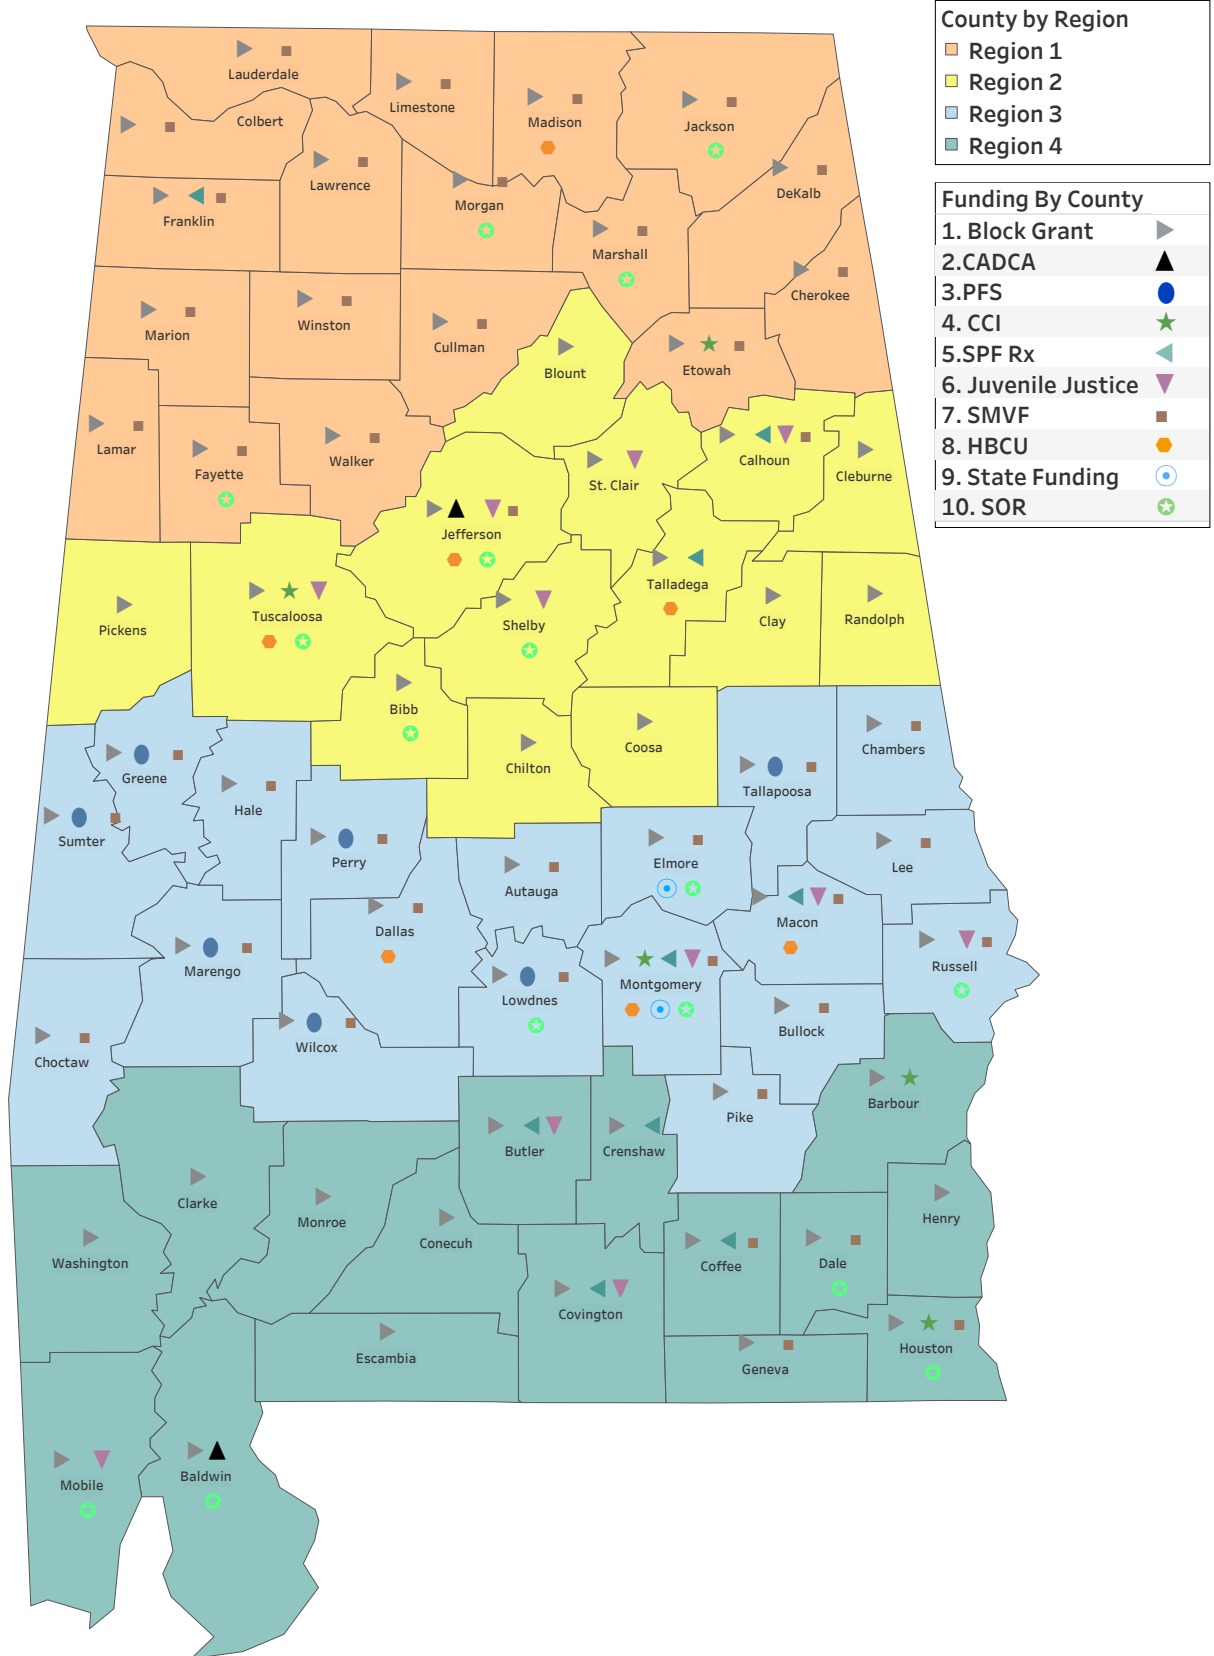 County by Region
Region 1
Region 2
Region 3
Region 4
Funding By County
1. Block Grant
2.CADCA
3.PFS
4. CCI
5.SPF Rx
6. Juvenile Justice
7. SMVF
8. HBCU
9. State Funding
10. SOR
Lauderdale
Limestone
Colbert
Madison
Jackson
Lawrence
DeKalb
Morgan
Franklin
Marshall
Cherokee
Winston
Marion
Cullman
Etowah
Blount
Lamar
Walker
Calhoun
Fayette
Cleburne
St. Clair
Jefferson
Talladega
Tuscaloosa
Randolph
Clay
Shelby
Pickens
Bibb
Coosa
Chambers
Chilton
Greene
Tallapoosa
Hale
Sumter
Perry
Elmore
Lee
Autauga
Macon
Dallas
Russell
Marengo
Montgomery
Lowdnes
Bullock
Wilcox
Choctaw
Barbour
Pike
Butler
Crenshaw
Clarke
Monroe
Henry
Conecuh
Washington
Coffee
Dale
Covington
Houston
Escambia
Geneva
Baldwin
Mobile